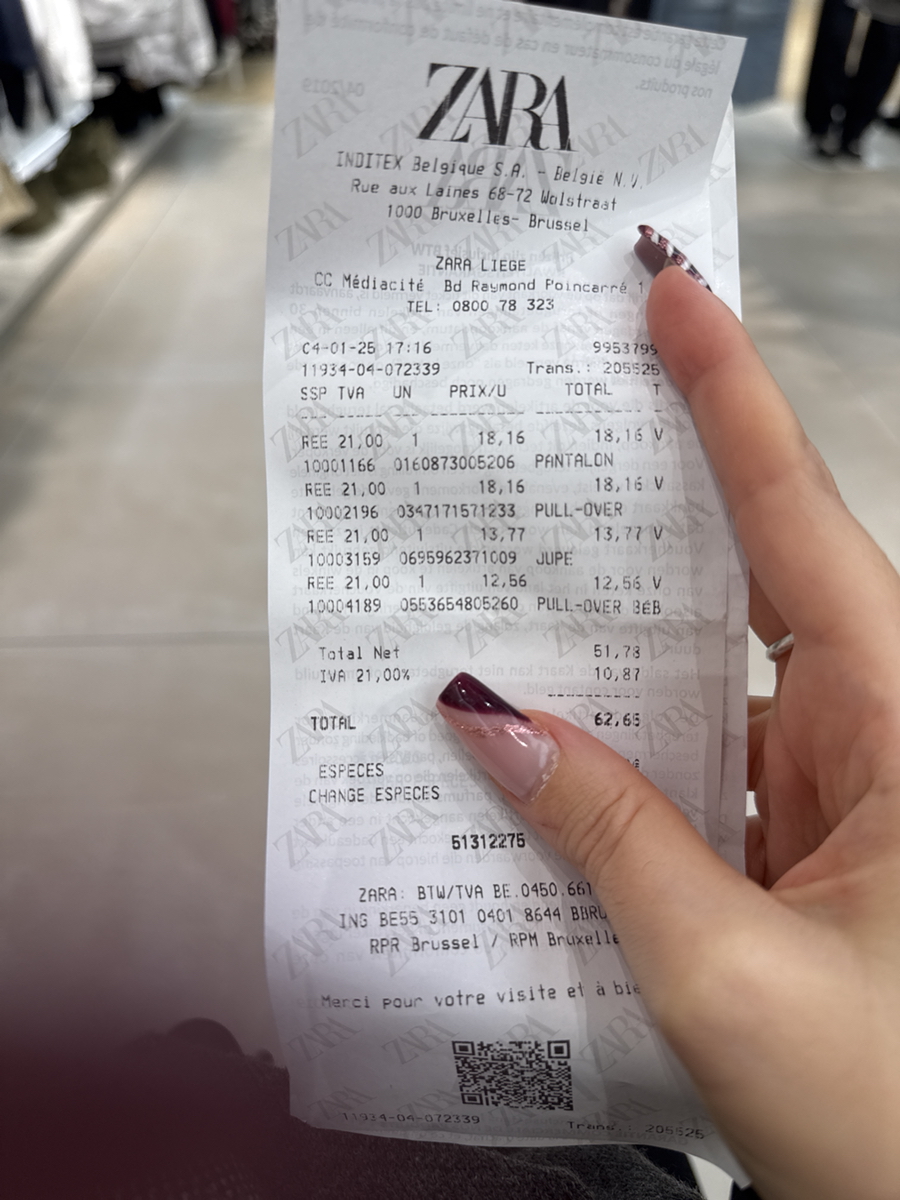 ZARA
INDITEX Belgique S.A. - België N.V.
Rue aux Laines 68-72 Wolstraat
1000 Bruxelles- Brussel
ZARA LIEGE
CC Médiacité Bd Raymond Poincarré 1
TEL: 0800 78 323
04-01-25 17:16 9953799
11934-04-072339 Trans.: 205525
SSP TVA UN PRIX/U TOTAL T
REE 21,00 1 18,16 18,16 V
10001166 0160873005206 PANTALON
REE 21,00 1 18,16 18,16 V
10002196 0347171571233 PULL-OVER
REE 21,00 1 13,77 13,77 V
10003159 0695962371009 JUPE
REE 21,00 1 12,56 12,56 V
10004189 0553654805260 PULL-OVER BéB
Total Net 51,78
IVA 21,00% 10,87
TOTAL 62,65
ESPECES
CHANGE ESPECES
51312275
ZARA: BTW/TVA BE.0450.661
ING BE55 3101 0401 8644 BBRU
RPR Brussel / RPM Bruxelle
Merci pour votre visite et à bie
11934-04-072339 Trans.: 205525